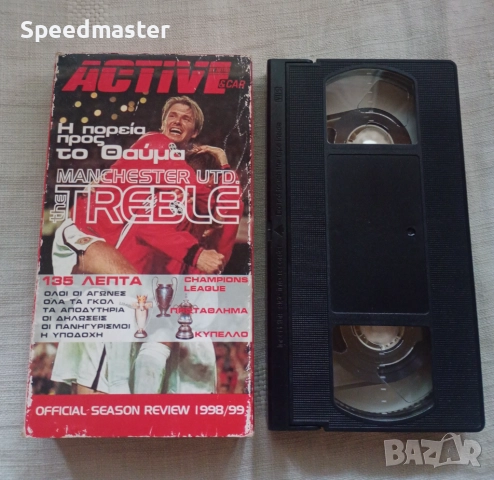 Speedmaster
ACTIVE
& CAR
Η πορεία
προς
το Θαύμα
MANCHESTER UTD.
the TREBLE
135 ΛΕΠΤΑ
ΟΛΟΙ ΟΙ ΑΓΩΝΕΣ
ΟΛΑ ΤΑ ΓΚΟΛ
ΤΑ ΑΠΟΔΥΤΗΡΙΑ
ΟΙ ΔΗΛΩΣΕΙΣ
ΟΙ ΠΑΝΗΓΥΡΙΣΜΟΙ
Η ΥΠΟΔΟΧΗ
CHAMPIONS
LEAGUE
ΠΡΩΤΑΘΛΗΜΑ
ΚΥΠΕΛΛΟ
OFFICIAL SEASON REVIEW 1998/99
BAZAR